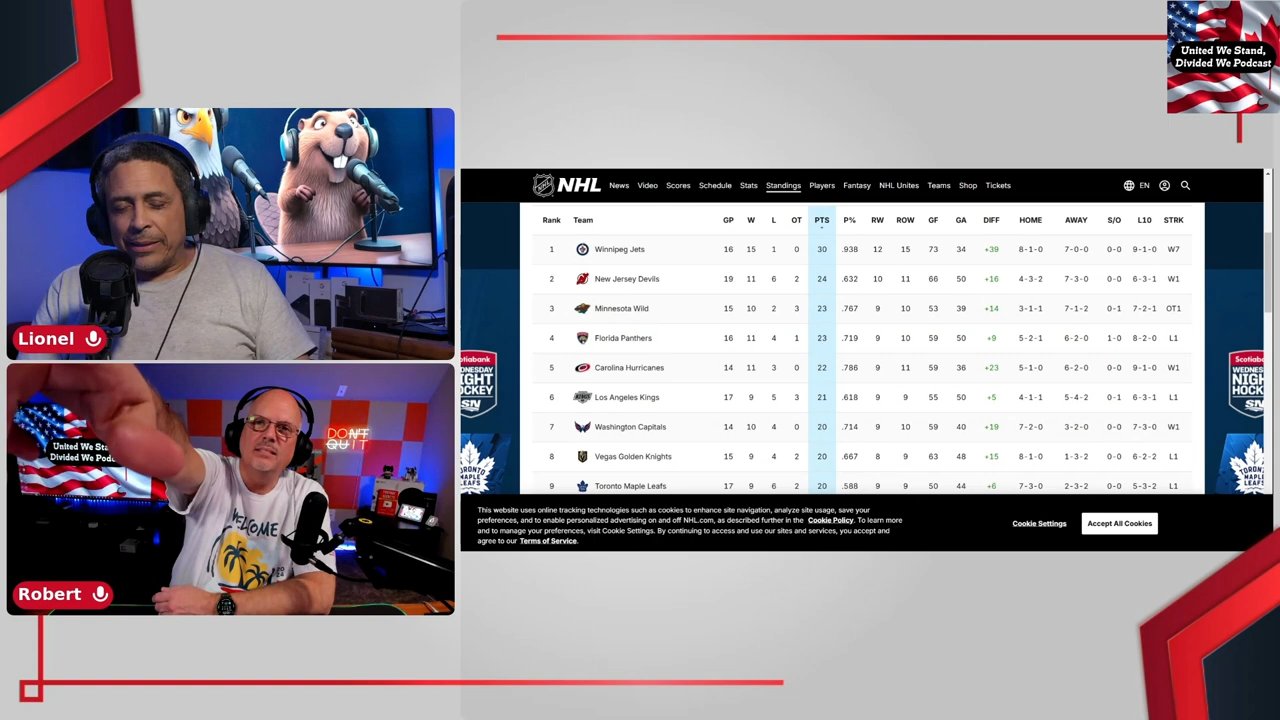 United We Stand,
Divided We Podcast
NHL News Video Scores Schedule Stats Standings Players Fantasy NHL Unites Teams Shop Tickets EN
Rank Team GP W L OT PTS P% RW ROW GF GA DIFF HOME AWAY S/O L10 STRK
1 Winnipeg Jets 16 15 1 0 30 .938 12 15 73 34 +39 8-1-0 7-0-0 0-0 9-1-0 W7
2 New Jersey Devils 19 11 6 2 24 .632 10 11 66 50 +16 4-3-2 7-3-0 0-0 6-3-1 W1
3 Minnesota Wild 15 10 2 3 23 .767 9 10 53 39 +14 3-1-1 7-1-2 0-1 7-2-1 OT1
4 Florida Panthers 16 11 4 1 23 .719 9 10 59 50 +9 5-2-1 6-2-0 1-0 8-2-0 L1
5 Carolina Hurricanes 14 11 3 0 22 .786 9 11 59 36 +23 5-1-0 6-2-0 0-0 9-1-0 W1
6 Los Angeles Kings 17 9 5 3 21 .618 9 9 55 50 +5 4-1-1 5-4-2 0-1 6-3-1 L1
7 Washington Capitals 14 10 4 0 20 .714 9 10 59 40 +19 7-2-0 3-2-0 0-0 7-3-0 W1
8 Vegas Golden Knights 15 9 4 2 20 .667 8 9 63 48 +15 8-1-0 1-3-2 0-0 6-2-2 L1
Toronto Maple Leafs 17 9 6 2 20 .588 9 9 50 44 +6 7-3-0 2-3-2 0-0 5-3-2 L1
This website uses online tracking technologies such as cookies to enhance site navigation, analyze site usage, save your
preferences, and to enable personalized advertising on and off NHL.com, as described further in the Cookie Policy. To learn more
and to manage your preferences, visit Cookie Settings. By continuing to access and use our sites and services, you accept and
agree to our Terms of Service.
Cookie Settings
Accept All Cookies
Lionel
DON'T
QUIT
United We Sta
Divided We Podc
WELCOME
Robert